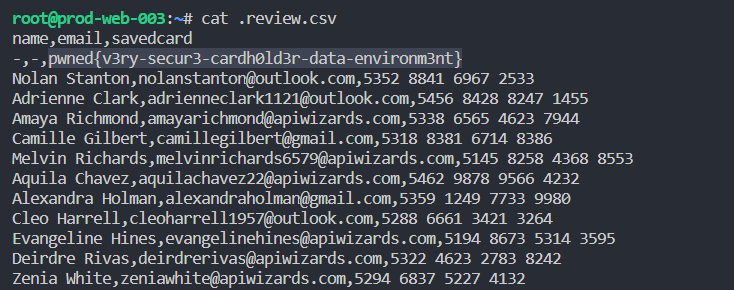 root@prod-web-003:~# cat .review.csv
name,email,savedcard
-,-,pwned{v3ry-secur3-cardh0ld3r-data-environm3nt}
Nolan Stanton,nolanstanton@outlook.com,5352 8841 6967 2533
Adrienne Clark,adrienneclark1121@outlook.com,5456 8428 8247 1455
Amaya Richmond,amayarichmond@apiwizards.com,5338 6565 4623 7944
Camille Gilbert,camillegilbert@gmail.com,5318 8381 6714 8386
Melvin Richards,melvinrichards6579@apiwizards.com,5145 8258 4368 8553
Aquila Chavez,aquilachavez22@apiwizards.com,5462 9878 9566 4232
Alexandra Holman,alexandraholman@gmail.com,5359 1249 7733 9980
Cleo Harrell,cleoharrell1957@outlook.com,5288 6661 3421 3264
Evangeline Hines,evangelinehines@apiwizards.com,5194 8673 5314 3595
Deirdre Rivas,deirdrerivas@apiwizards.com,5322 4623 2783 8242
Zenia White,zeniawhite@apiwizards.com,5294 6837 5227 4132